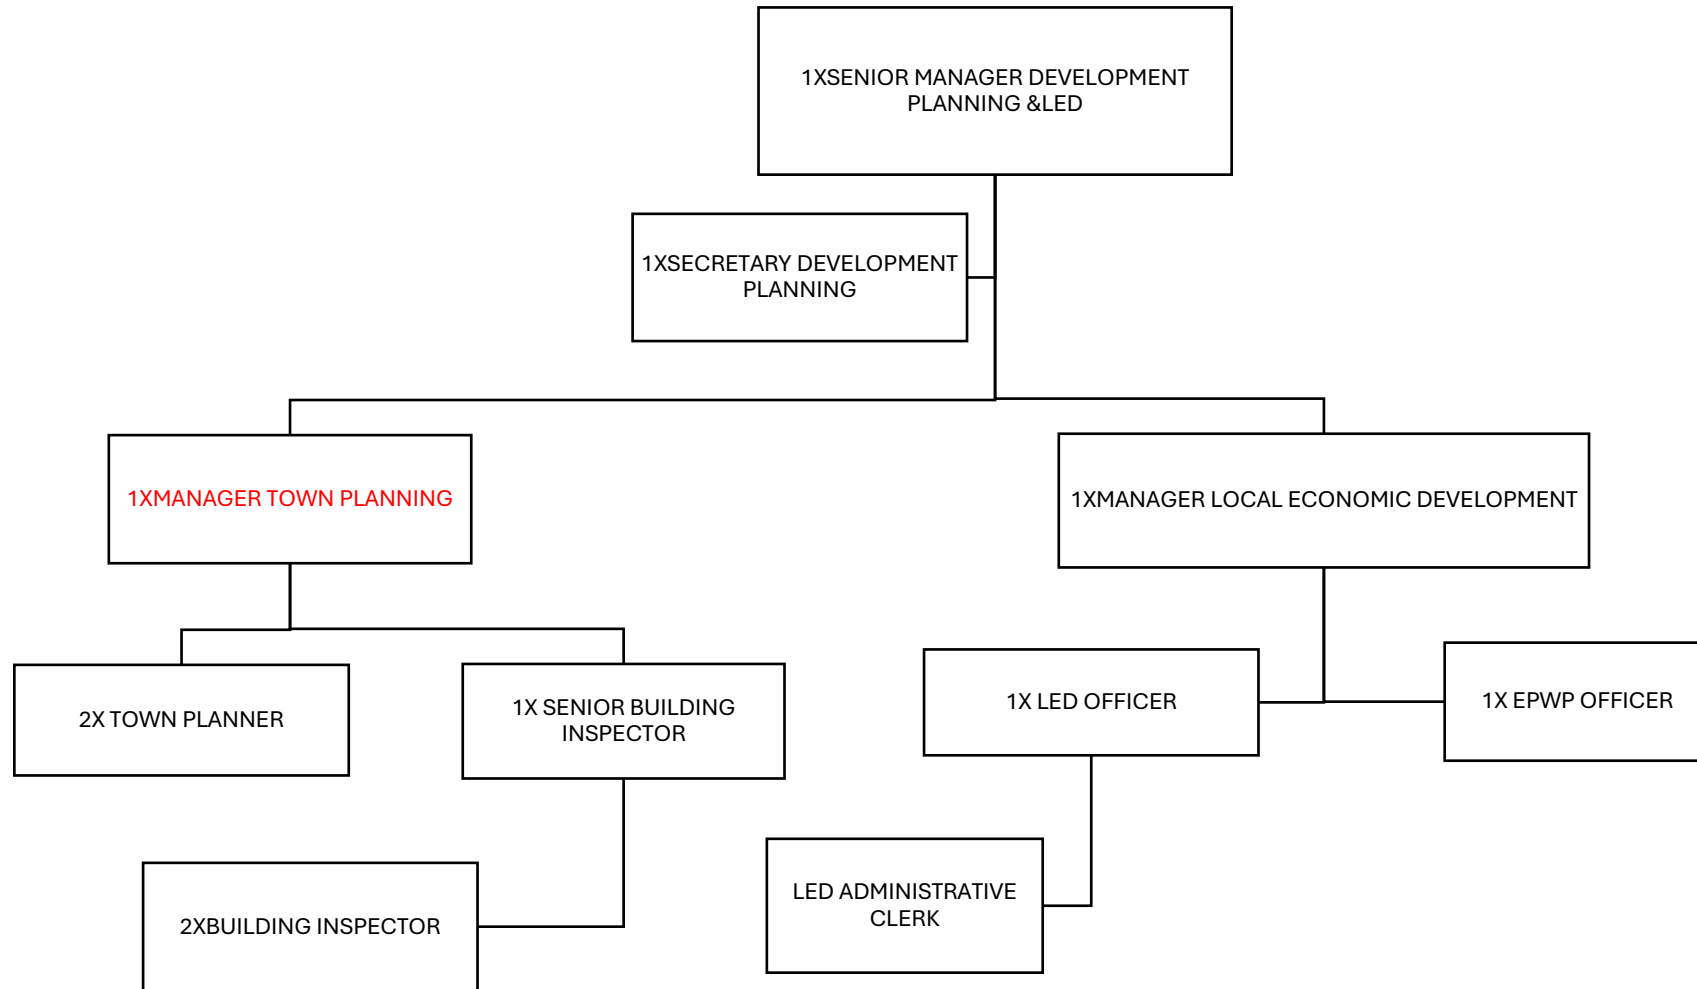 1XSENIOR MANAGER DEVELOPMENT
PLANNING &LED
1XSECRETARY DEVELOPMENT
PLANNING
1XMANAGER TOWN PLANNING
1XMANAGER LOCAL ECONOMIC DEVELOPMENT
2X TOWN PLANNER
1X SENIOR BUILDING
INSPECTOR
1X LED OFFICER
1X EPWP OFFICER
2XBUILDING INSPECTOR
LED ADMINISTRATIVE
CLERK